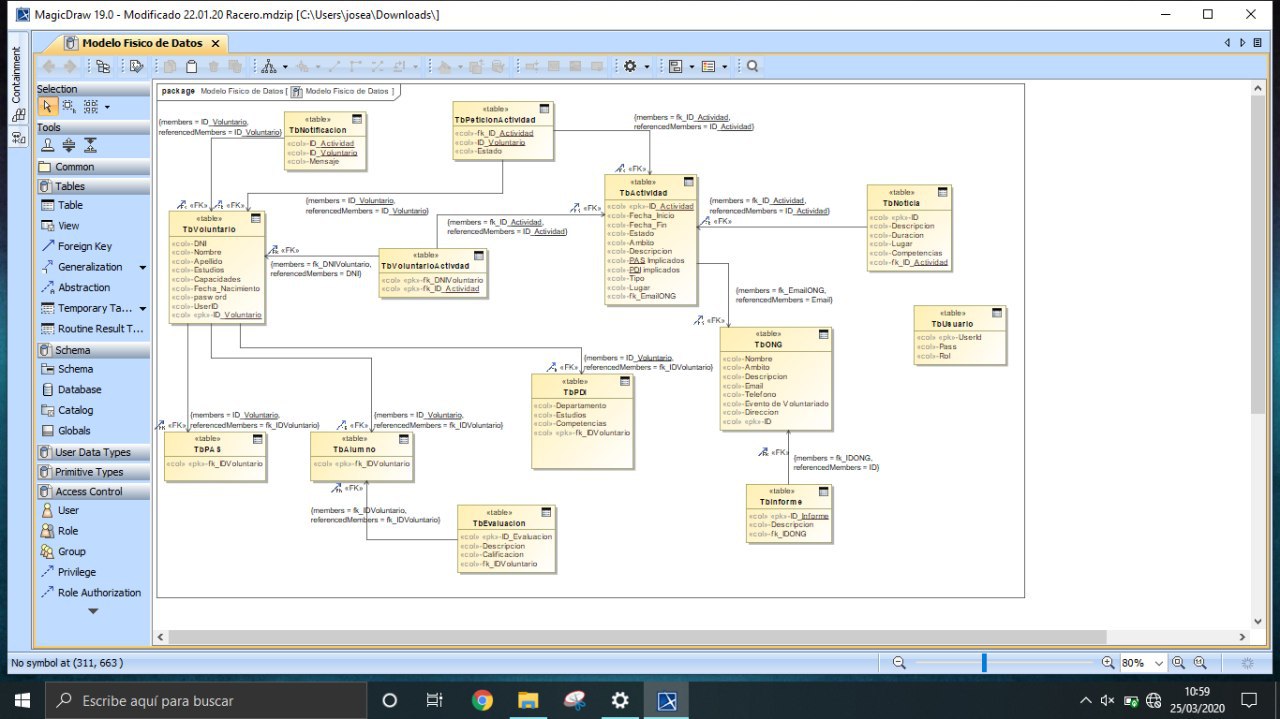 MagicDraw 19.0 - Modificado 22.01.20 Racero.mdzip [C:\Users\josea\Downloads\]
Containment
Modelo Fisico de Datos
Selection
Tools
Common
Tables
Table
View
Foreign Key
Generalization
Abstraction
Temporary Ta...
Routine Result T...
Schema
Schema
Database
Catalog
Globals
User Data Types
Primitive Types
Access Control
User
Role
Group
Privilege
Role Authorization
package Modelo Fisico de Datos [ Modelo Fisico de Datos ]
{members = ID_Voluntario,
referencedMembers = ID_Voluntario}
«table»
TbNotificacion
«col»-ID_Actividad
«col»-ID_Voluntario
«col»-Mensaje
«table»
TbPeticionActividad
«col»-fk_ID_Actividad
«col»-ID_Voluntario
«col»-Estado
{members = fk_ID_Actividad,
referencedMembers = ID_Actividad}
«FK»
«FK»
«FK»
{members = ID_Voluntario,
referencedMembers = ID_Voluntario}
«table»
TbVoluntario
«col»-DNI
«col»-Nombre
«col»-Apellido
«col»-Estudios
«col»-Capacidades
«col»-Fecha_Nacimiento
«col»-pasw ord
«col»-UserID
«col» «pk»-ID_Voluntario
«FK»
{members = fk_DNIVoluntario,
referencedMembers = DNI}
{members = fk_ID_Actividad,
referencedMembers = ID_Actividad}
«FK»
«table»
TbVoluntarioActivdad
«col» «pk»-fk_DNIVoluntario
«col» «pk»-fk_ID_Actividad
«table»
TbActividad
«col» «pk»-ID_Actividad
«col»-Fecha_Inicio
«col»-Fecha_Fin
«col»-Estado
«col»-Ambito
«col»-Descripcion
«col»-PAS Implicados
«col»-PDI implicados
«col»-Tipo
«col»-Lugar
«col»-fk_EmailONG
{members = fk_ID_Actividad,
referencedMembers = ID_Actividad}
«FK»
«table»
TbNoticia
«col» «pk»-ID
«col»-Descripcion
«col»-Duracion
«col»-Lugar
«col»-Competencias
«col»-fk_ID_Actividad
{members = fk_EmailONG,
referencedMembers = Email}
«FK»
«table»
TbUsuario
«col» «pk»-UserId
«col»-Pass
«col»-Rol
«table»
TbONG
«col»-Nombre
«col»-Ambito
«col»-Descripcion
«col»-Email
«col»-Telefono
«col»-Evento de Voluntariado
«col»-Direccion
«col» «pk»-ID
{members = ID_Voluntario,
referencedMembers = fk_IDVoluntario}
«FK»
«table»
TbPDI
«col»-Departamento
«col»-Estudios
«col»-Competencias
«col» «pk»-fk_IDVoluntario
{members = ID_Voluntario,
referencedMembers = fk_IDVoluntario}
«FK»
«table»
TbPAS
«col» «pk»-fk_IDVoluntario
{members = ID_Voluntario,
referencedMembers = fk_IDVoluntario}
«FK»
«table»
TbAlumno
«col» «pk»-fk_IDVoluntario
«FK»
{members = fk_IDVoluntario,
referencedMembers = fk_IDVoluntario}
«table»
TbEvaluacion
«col» «pk»-ID_Evaluacion
«col»-Descripcion
«col»-Calificacion
«col»-fk_IDVoluntario
«FK»
{members = fk_IDONG,
referencedMembers = ID}
«table»
TbInforme
«col» «pk»-ID_Informe
«col»-Descripcion
«col»-fk_IDONG
No symbol at (311, 663 )
80%
Escribe aquí para buscar
10:59
25/03/2020